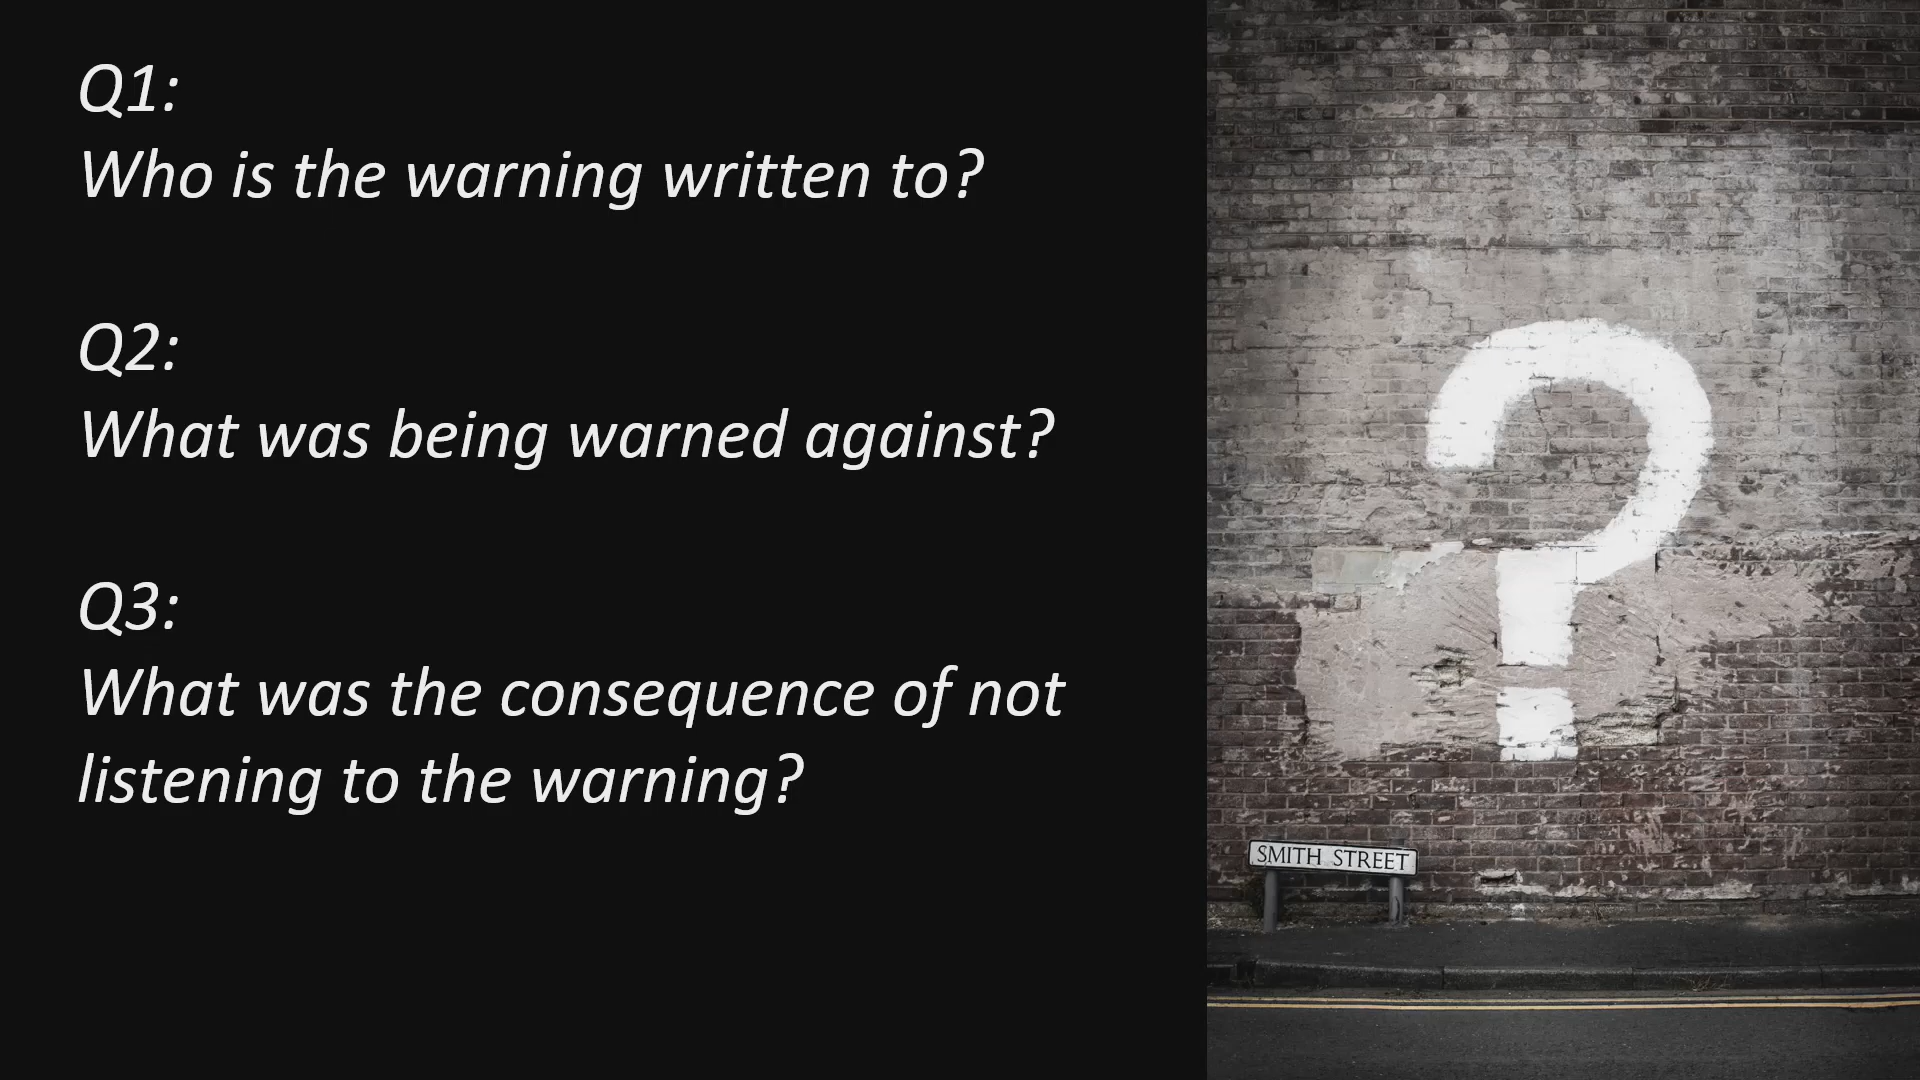 Q1:
Who is the warning written to?
Q2:
What was being warned against?
Q3:
What was the consequence of not
listening to the warning?
SMITH STREET